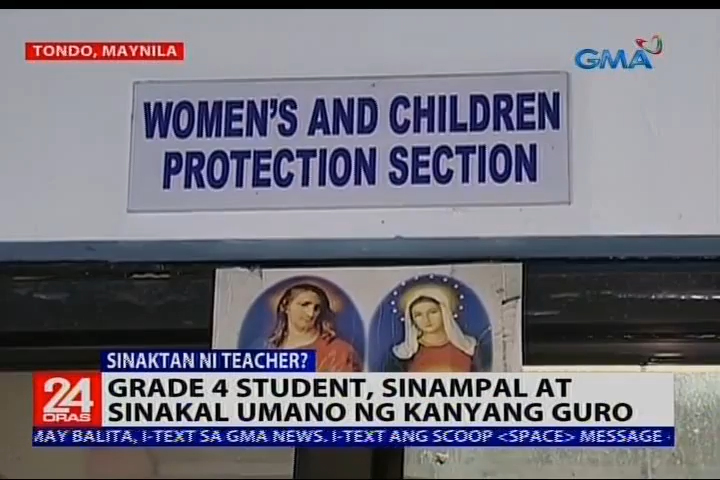 TONDO, MAYNILA
GMA
WOMEN'S AND CHILDREN
PROTECTION SECTION
SINAKTAN NI TEACHER?
24
ORAS
GRADE 4 STUDENT, SINAMPAL AT
SINAKAL UMANO NG KANYANG GURO
MAY BALITA, I-TEXT SA GMA NEWS. I-TEXT ANG SCOOP <SPACE> MESSAGE